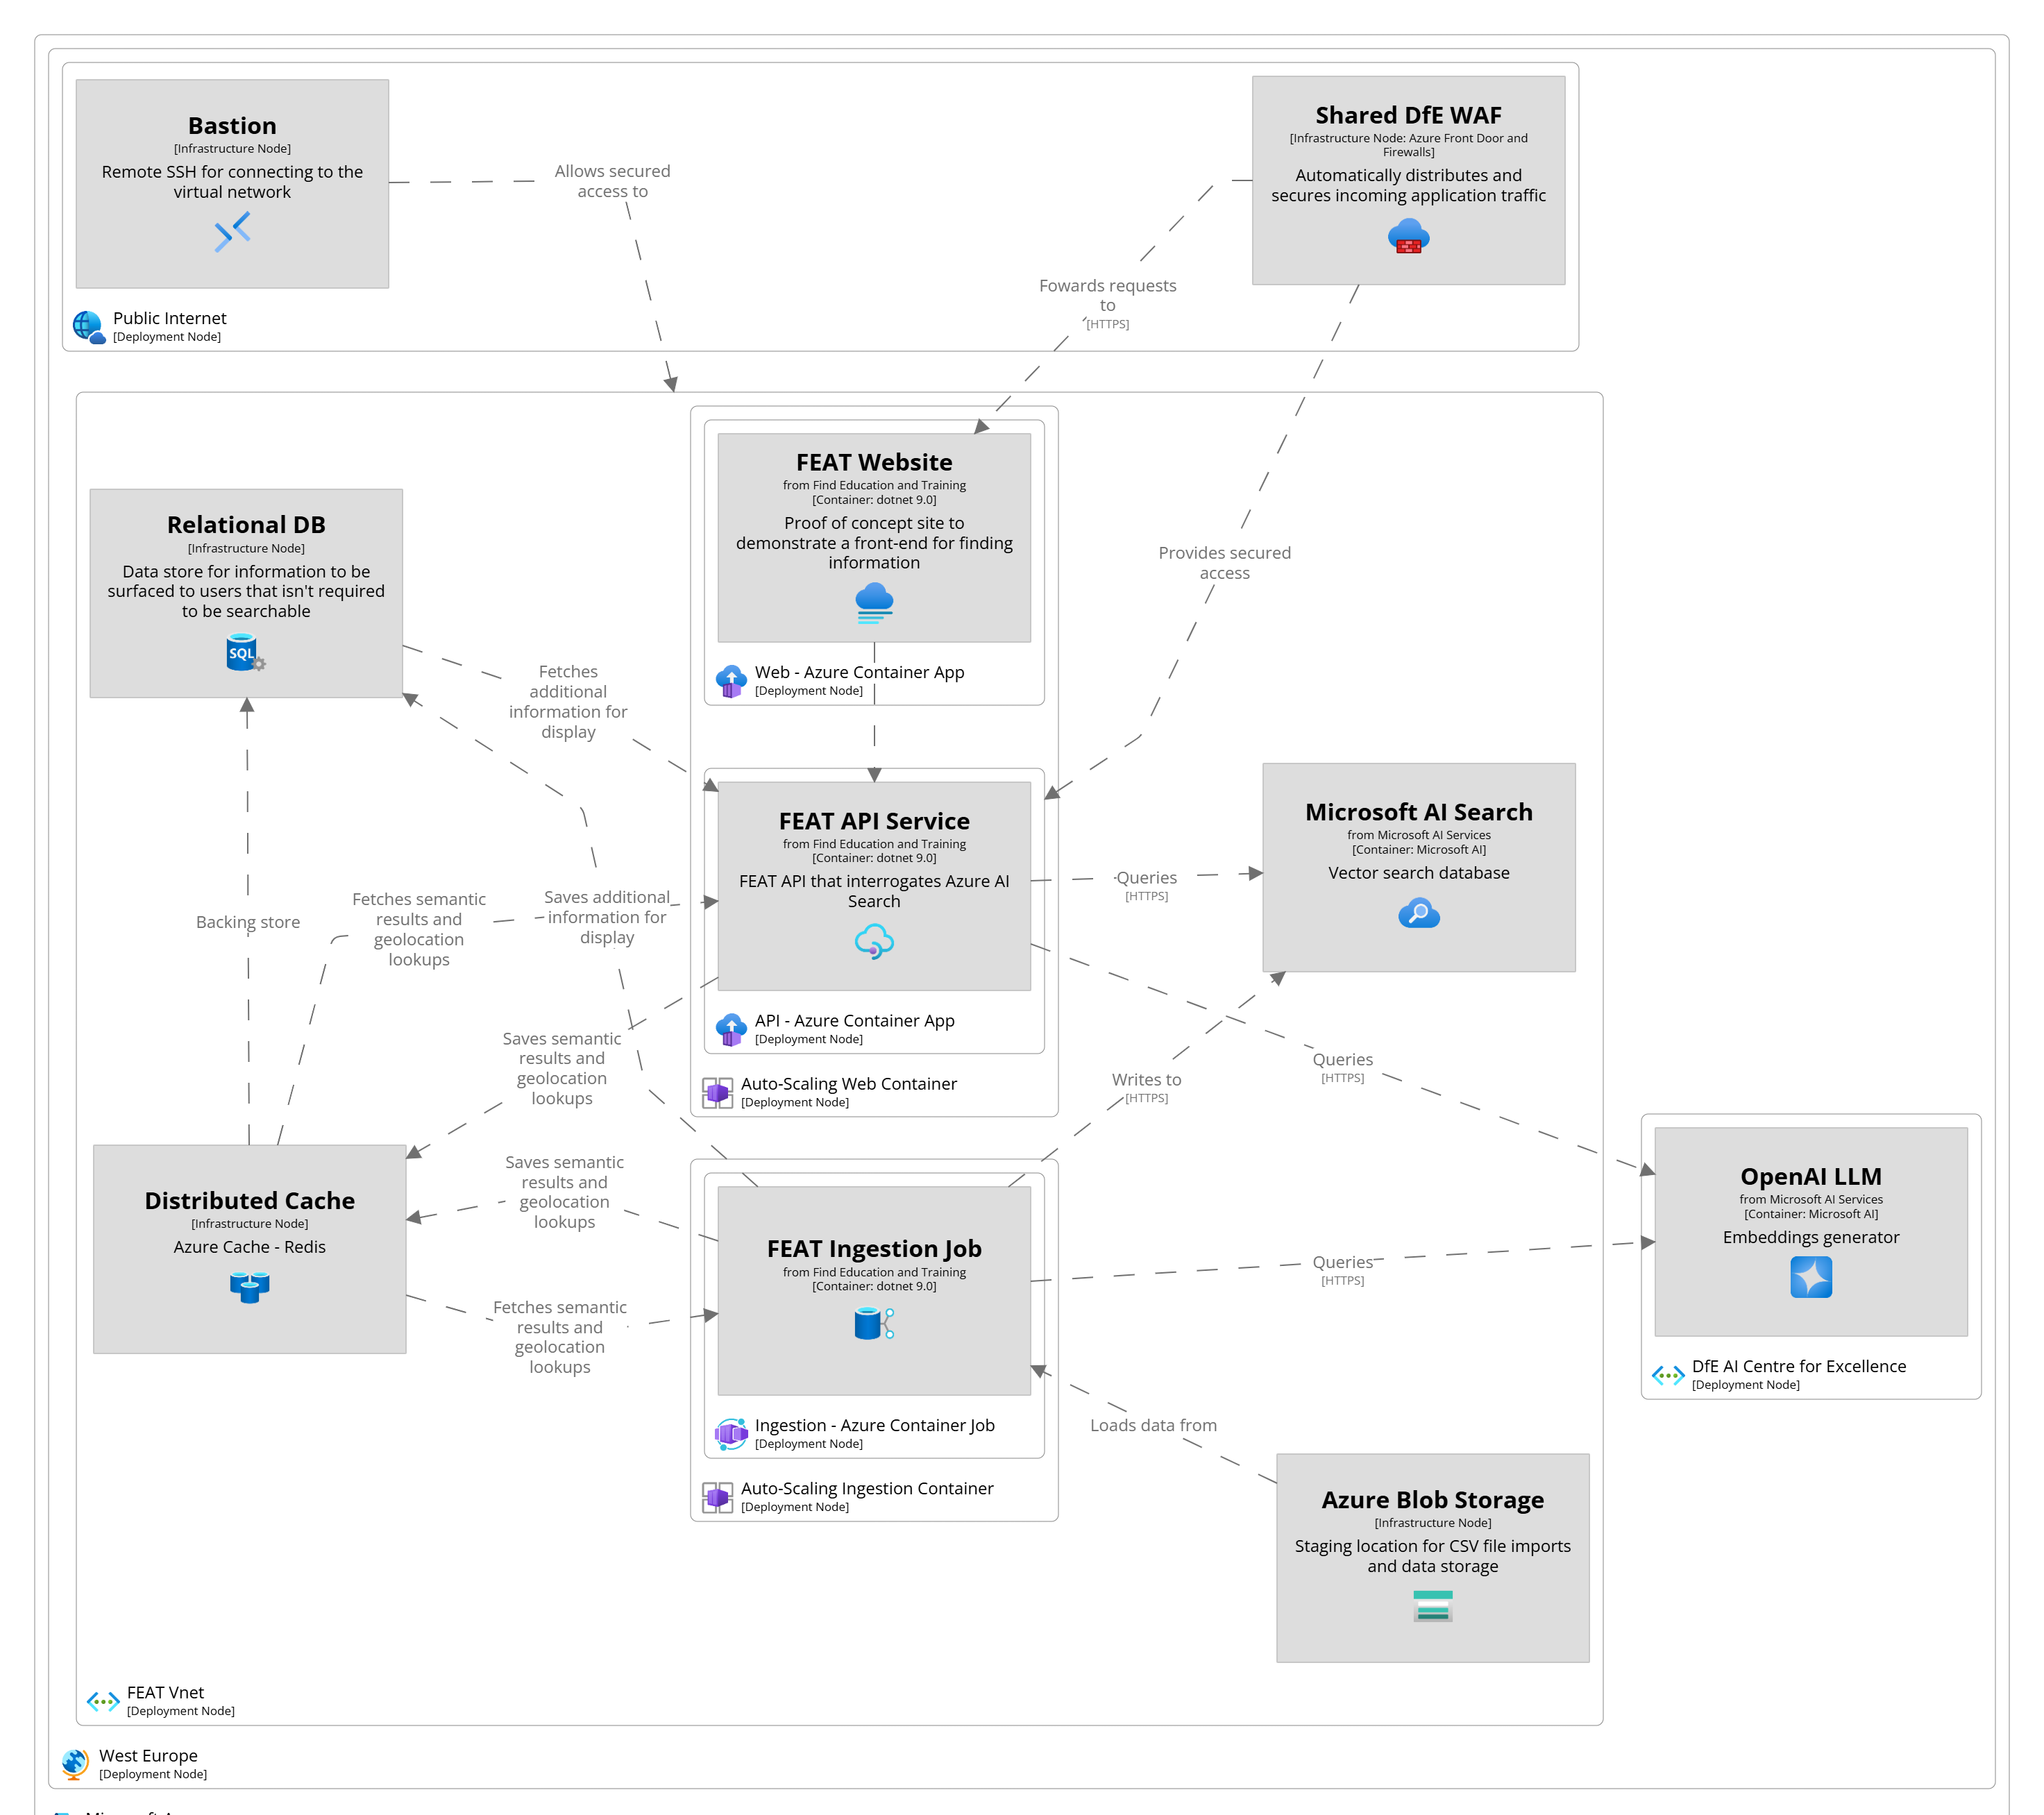 Bastion
[Infrastructure Node]
Remote SSH for connecting to the
virtual network
Allows secured
access to
Shared DfE WAF
[Infrastructure Node: Azure Front Door and
Firewalls]
Automatically distributes and
secures incoming application traffic
Fowards requests
to
[HTTPS]
Public Internet
[Deployment Node]
FEAT Website
from Find Education and Training
[Container: dotnet 9.0]
Proof of concept site to
demonstrate a front-end for finding
information
Web - Azure Container App
[Deployment Node]
Relational DB
[Infrastructure Node]
Data store for information to be
surfaced to users that isn't required
to be searchable
SQL
Provides secured
access
Fetches
additional
information for
display
FEAT API Service
from Find Education and Training
[Container: dotnet 9.0]
FEAT API that interrogates Azure AI
Search
API - Azure Container App
[Deployment Node]
Auto-Scaling Web Container
[Deployment Node]
Microsoft AI Search
from Microsoft AI Services
[Container: Microsoft AI]
Vector search database
Queries
[HTTPS]
Backing store
Fetches semantic
results and
geolocation
lookups
Saves additional
information for
display
Saves semantic
results and
geolocation
lookups
Queries
[HTTPS]
Writes to
[HTTPS]
Distributed Cache
[Infrastructure Node]
Azure Cache - Redis
Saves semantic
results and
geolocation
lookups
Fetches semantic
results and
geolocation
lookups
FEAT Ingestion Job
from Find Education and Training
[Container: dotnet 9.0]
Ingestion - Azure Container Job
[Deployment Node]
Auto-Scaling Ingestion Container
[Deployment Node]
Queries
[HTTPS]
OpenAI LLM
from Microsoft AI Services
[Container: Microsoft AI]
Embeddings generator
DfE AI Centre for Excellence
[Deployment Node]
Loads data from
Azure Blob Storage
[Infrastructure Node]
Staging location for CSV file imports
and data storage
FEAT Vnet
[Deployment Node]
West Europe
[Deployment Node]